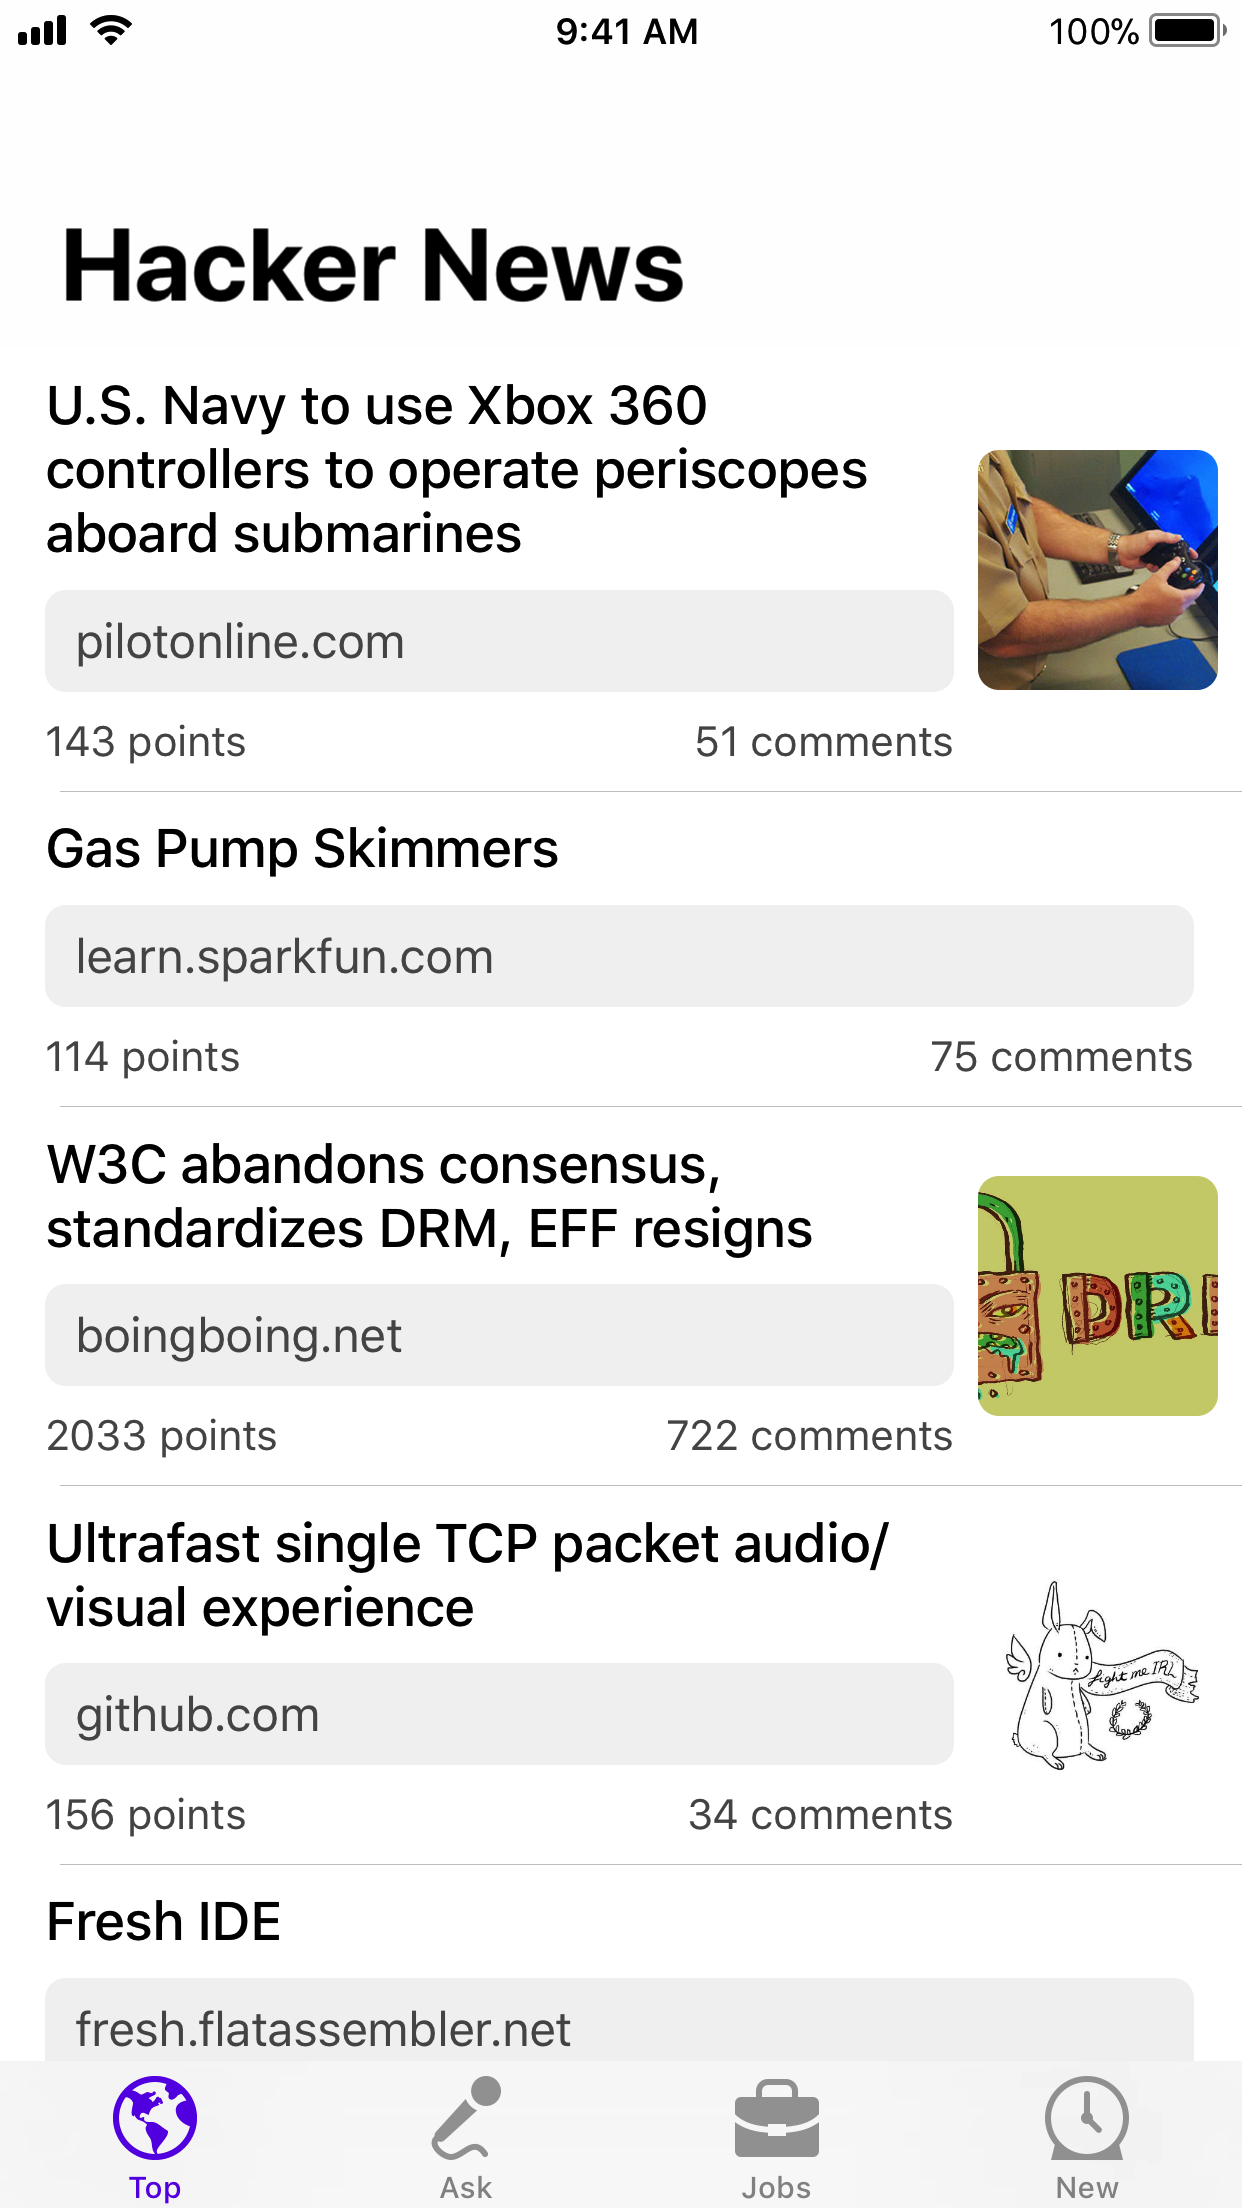 9:41 AM 100%
Hacker News
U.S. Navy to use Xbox 360
controllers to operate periscopes
aboard submarines
pilotonline.com
143 points 51 comments
Gas Pump Skimmers
learn.sparkfun.com
114 points 75 comments
W3C abandons consensus,
standardizes DRM, EFF resigns
DR
boingboing.net
2033 points 722 comments
Ultrafast single TCP packet audio/
visual experience
fight me IRL
github.com
156 points 34 comments
Fresh IDE
fresh.flatassembler.net
Top Ask Jobs New